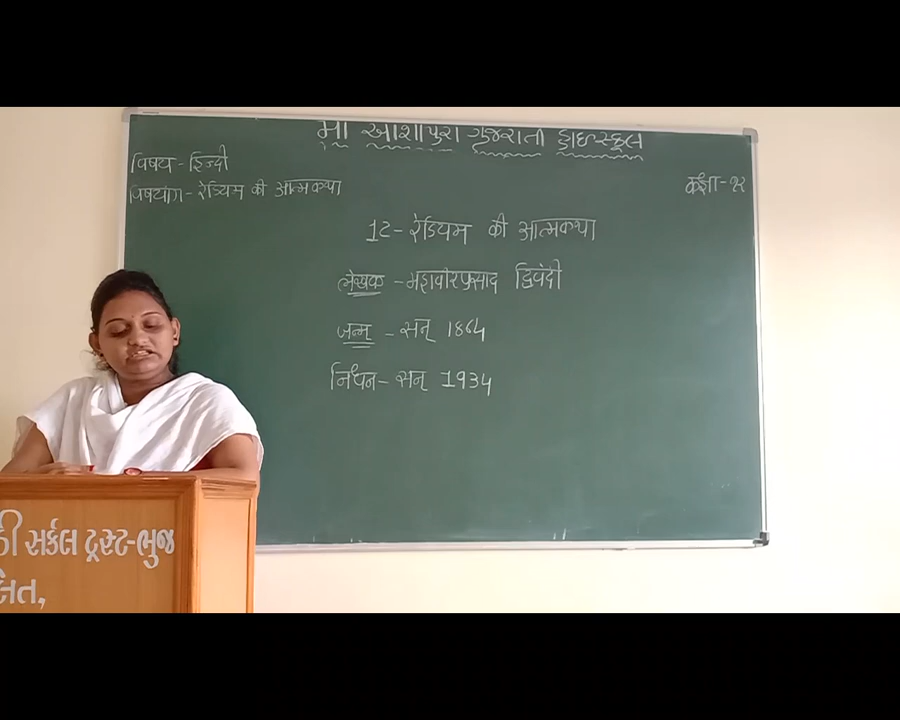 માઁ આશાપુરા ગુજરાતી હાઇસ્કૂલ
विषय - हिन्दी
विषयांग - रेडियम की आत्मकथा
कक्षा - १२
12 - रेडियम की आत्मकथा
लेखक - महावीरप्रसाद द्विवेदी
जन्म - सन् 1864
निधन - सन् 1934
સર્કલ ટ્રસ્ટ-ભુજ